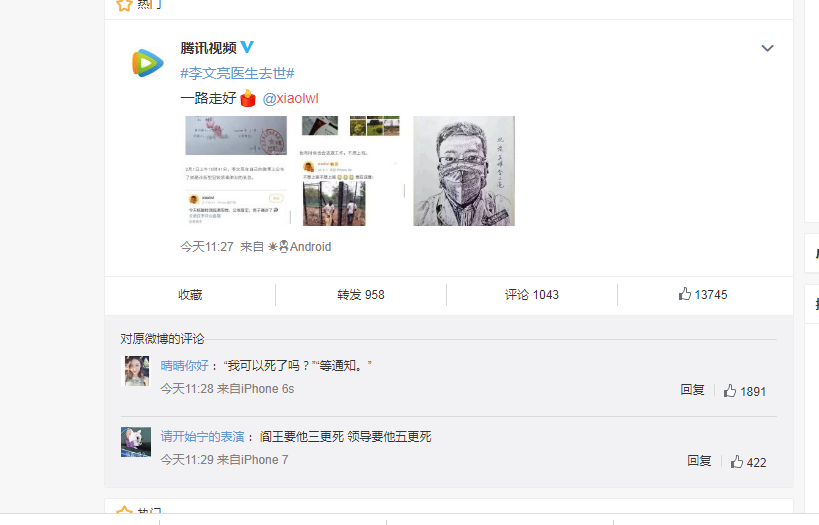 热门
腾讯视频
#李文亮医生去世#
一路走好 @xiaolwl
今天11:27 来自 Android
收藏
转发 958
评论 1043
13745
对原微博的评论
晴晴你好：“我可以死了吗？”“等通知。”
今天11:28 来自iPhone 6s
回复
1891
请开始宁的表演：阎王要他三更死 领导要他五更死
今天11:29 来自iPhone 7
回复
422
热门